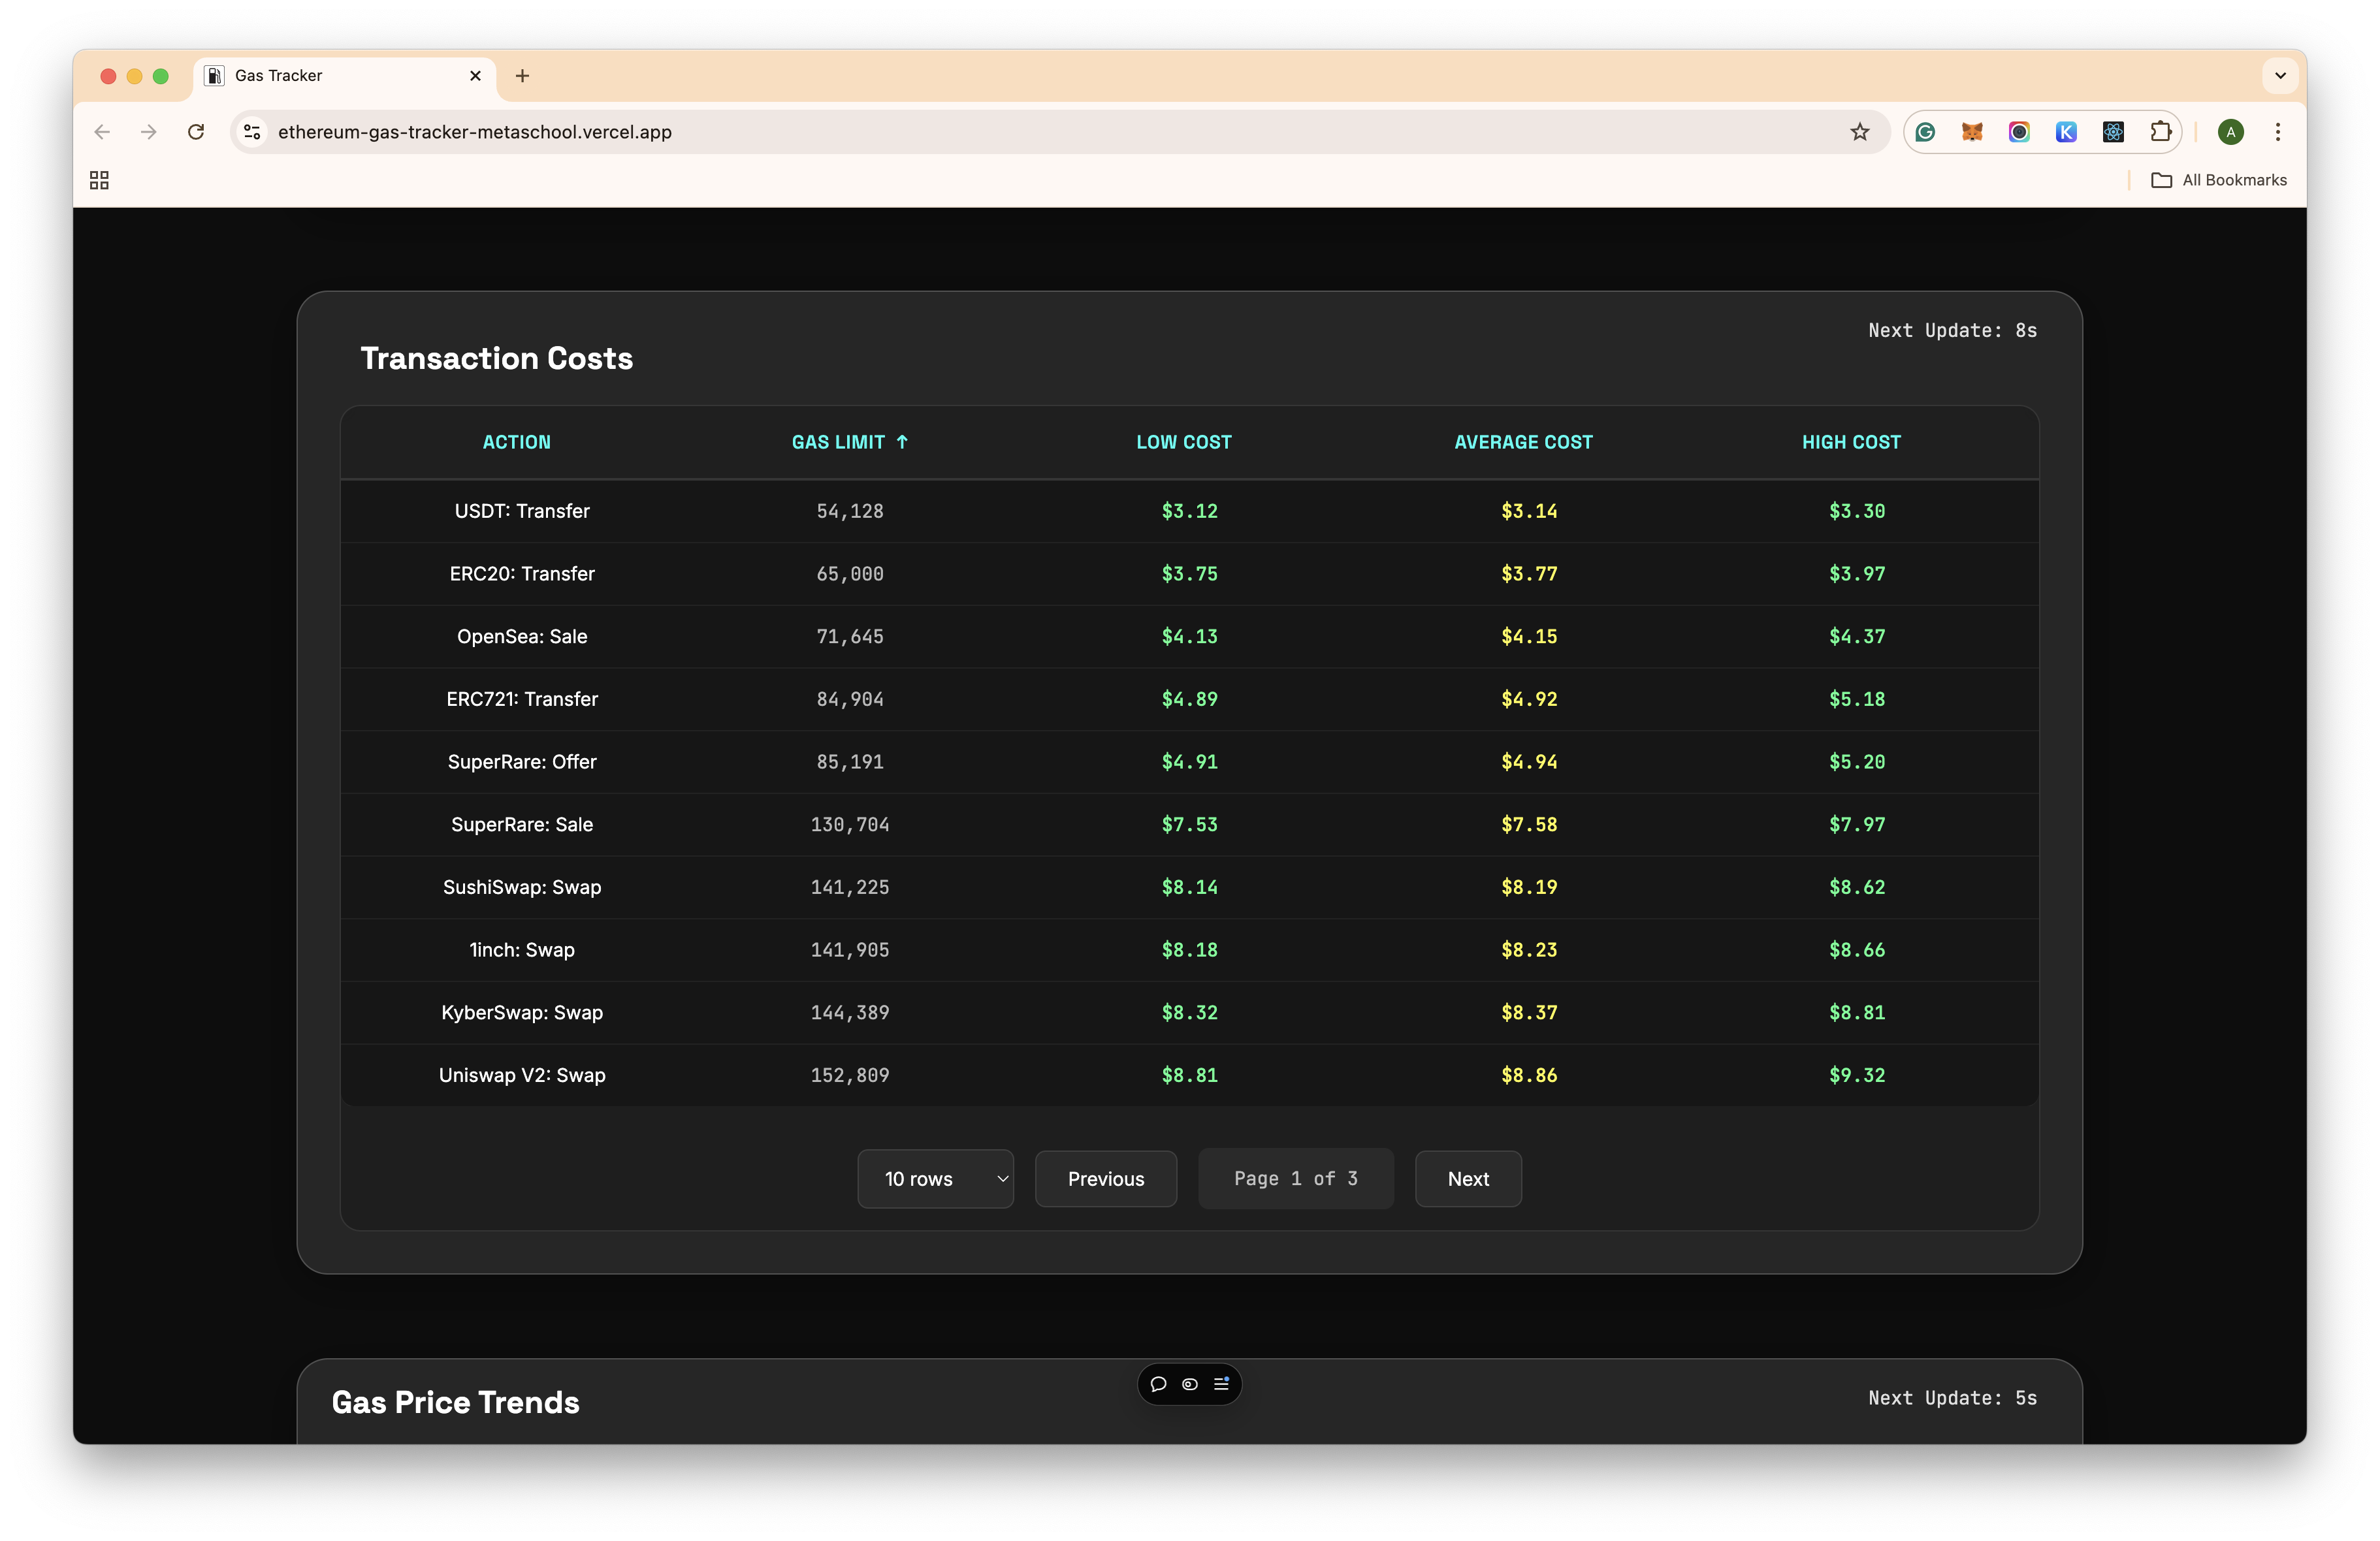 Gas Tracker
ethereum-gas-tracker-metaschool.vercel.app
A
All Bookmarks
Next Update: 8s
Transaction Costs
ACTION GAS LIMIT ↑ LOW COST AVERAGE COST HIGH COST
USDT: Transfer 54,128 $3.12 $3.14 $3.30
ERC20: Transfer 65,000 $3.75 $3.77 $3.97
OpenSea: Sale 71,645 $4.13 $4.15 $4.37
ERC721: Transfer 84,904 $4.89 $4.92 $5.18
SuperRare: Offer 85,191 $4.91 $4.94 $5.20
SuperRare: Sale 130,704 $7.53 $7.58 $7.97
SushiSwap: Swap 141,225 $8.14 $8.19 $8.62
1inch: Swap 141,905 $8.18 $8.23 $8.66
KyberSwap: Swap 144,389 $8.32 $8.37 $8.81
Uniswap V2: Swap 152,809 $8.81 $8.86 $9.32
10 rows Previous Page 1 of 3 Next
Gas Price Trends
Next Update: 5s